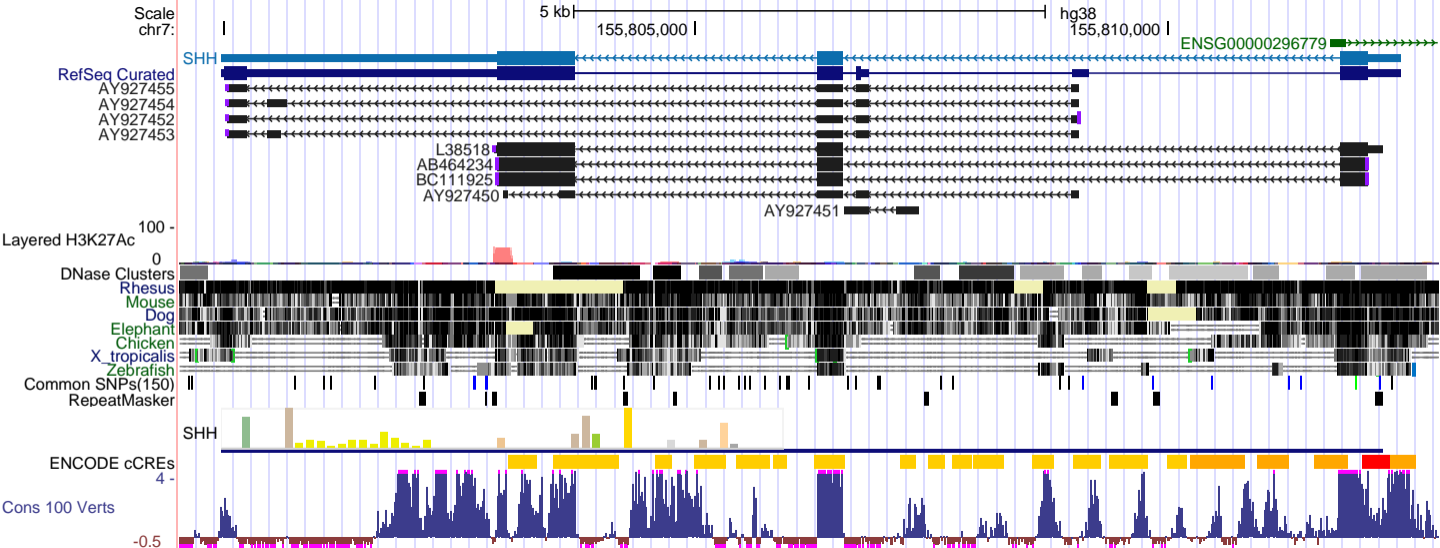 Scale 5 kb hg38
chr7: 155,805,000 155,810,000
ENSG00000296779
SHH
RefSeq Curated
AY927455
AY927454
AY927452
AY927453
L38518
AB464234
BC111925
AY927450
AY927451
100 -
Layered H3K27Ac
0
DNase Clusters
Rhesus
Mouse
Dog
Elephant
Chicken
X_tropicalis
Zebrafish
Common SNPs(150)
RepeatMasker
SHH
ENCODE cCREs
4 -
Cons 100 Verts
-0.5